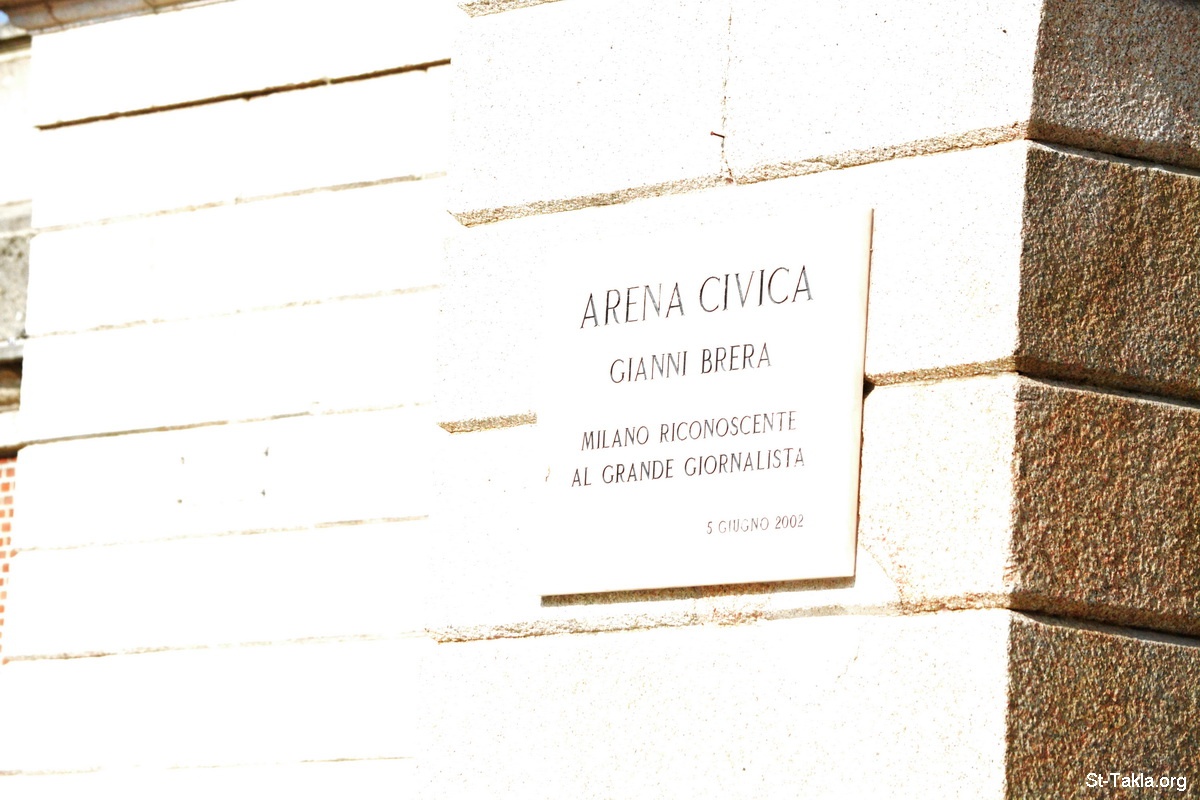 ARENA CIVICA
GIANNI BRERA
MILANO RICONOSCENTE
AL GRANDE GIORNALISTA
5 GIUGNO 2002
St-Takla.org